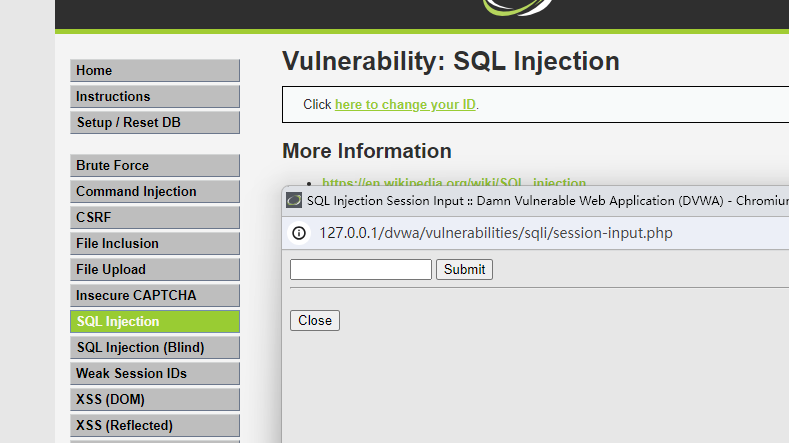 Vulnerability: SQL Injection
Home
Instructions
Setup / Reset DB
Brute Force
Command Injection
CSRF
File Inclusion
File Upload
Insecure CAPTCHA
SQL Injection
SQL Injection (Blind)
Weak Session IDs
XSS (DOM)
XSS (Reflected)
Click here to change your ID.
More Information
https://en.wikipedia.org/wiki/SQL_injection
SQL Injection Session Input :: Damn Vulnerable Web Application (DVWA) - Chromium
127.0.0.1/dvwa/vulnerabilities/sqli/session-input.php
Submit
Close